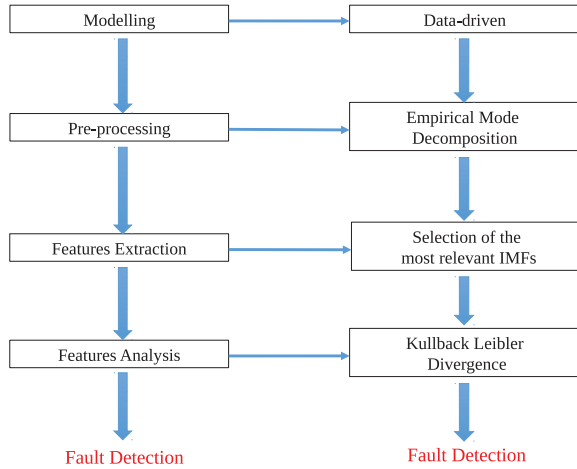 Modelling
Data-driven
Pre-processing
Empirical Mode
Decomposition
Features Extraction
Selection of the
most relevant IMFs
Features Analysis
Kullback Leibler
Divergence
Fault Detection
Fault Detection